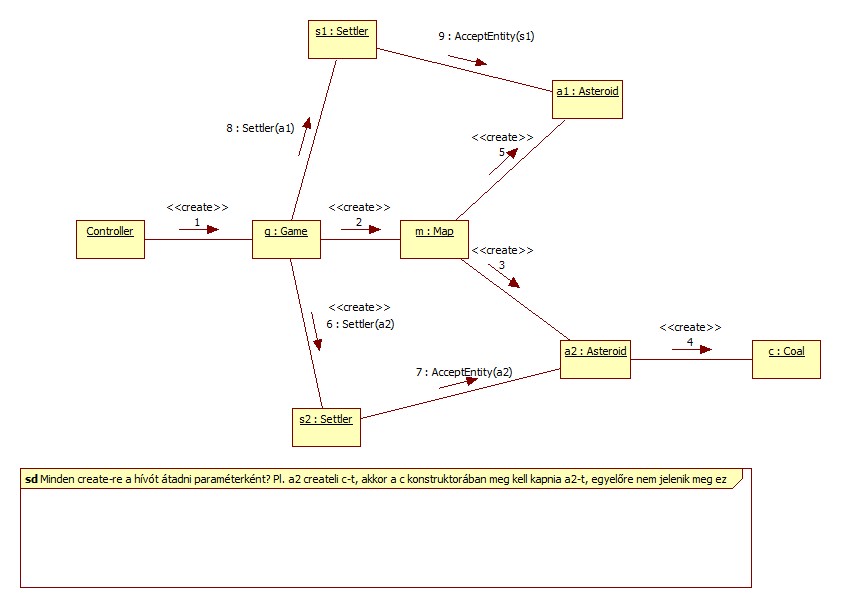 s1 : Settler
9 : AcceptEntity(s1)
a1 : Asteroid
8 : Settler(a1)
<<create>>
5
<<create>>
1
<<create>>
2
Controller
g : Game
m : Map
<<create>>
3
<<create>>
6 : Settler(a2)
<<create>>
4
a2 : Asteroid
c : Coal
7 : AcceptEntity(a2)
s2 : Settler
sd Minden create-re a hívót átadni paraméterként? Pl. a2 createli c-t, akkor a c konstruktorában meg kell kapnia a2-t, egyelőre nem jelenik meg ez